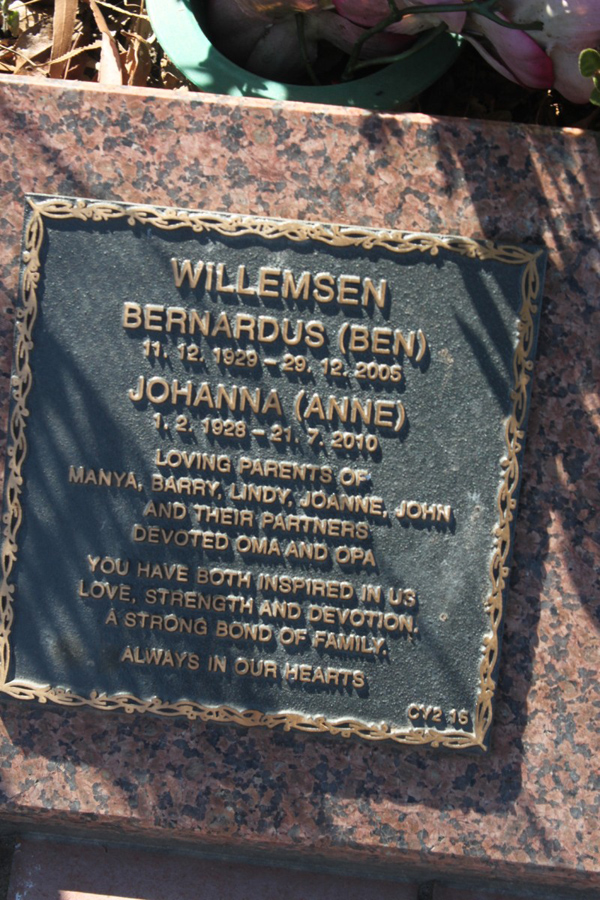 WILLEMSEN
BERNARDUS (BEN)
11. 12. 1929 – 29. 12. 2005
JOHANNA (ANNE)
1. 2. 1928 – 21. 7. 2010
LOVING PARENTS OF
MANYA, BARRY, LINDY, JOANNE, JOHN
AND THEIR PARTNERS
DEVOTED OMA AND OPA
YOU HAVE BOTH INSPIRED IN US
LOVE, STRENGTH AND DEVOTION.
A STRONG BOND OF FAMILY.
ALWAYS IN OUR HEARTS
CV2 16